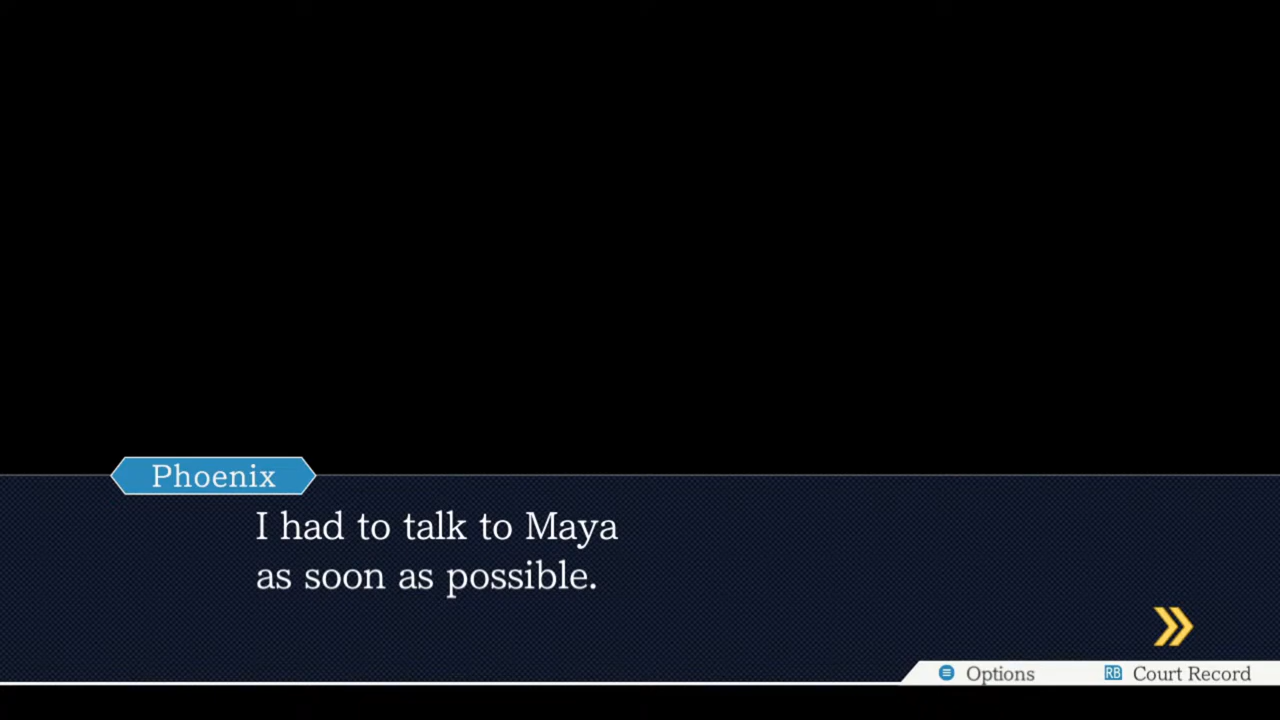 Phoenix
I had to talk to Maya
as soon as possible.
Options
RB Court Record